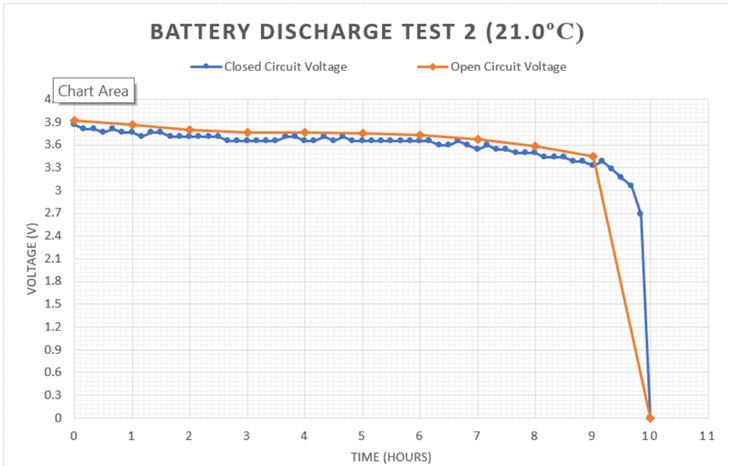 BATTERY DISCHARGE TEST 2 (21.0°C)
Closed Circuit Voltage Open Circuit Voltage
Chart Area
3.9
3.6
3.3
3
2.7
2.4
2.1
1.8
1.5
1.2
0.9
0.6
0.3
0
VOLTAGE (V)
0 1 2 3 4 5 6 7 8 9 10 11
TIME (HOURS)